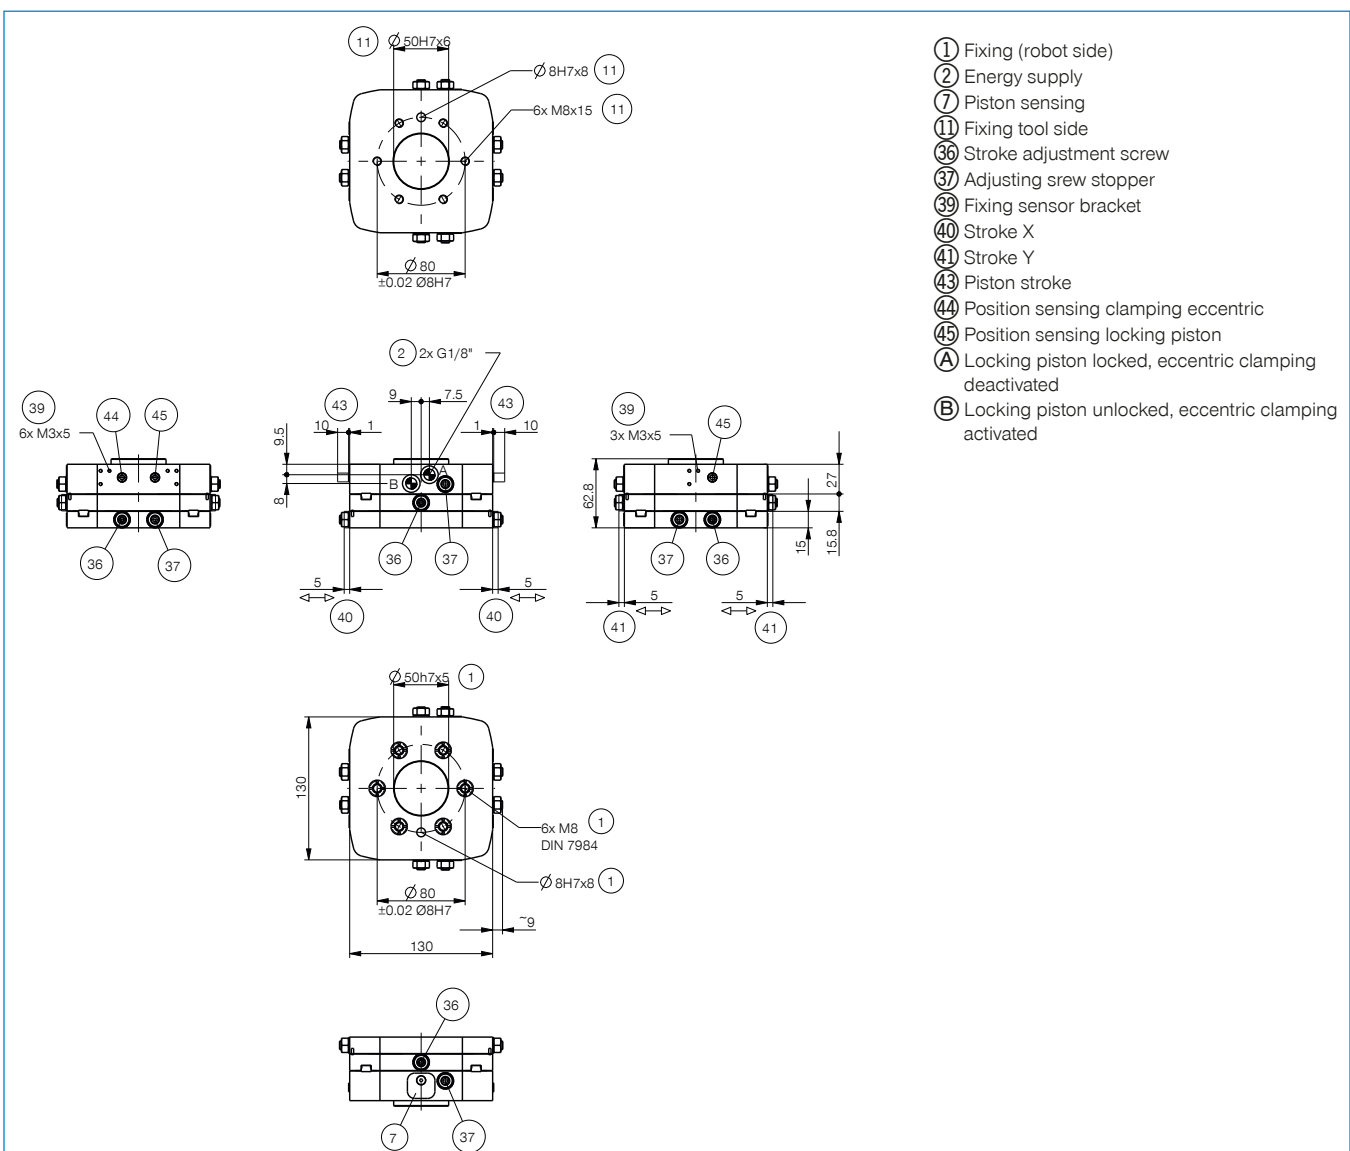 11 Ø 50H7x6
Ø 8H7x8 11
6x M8x15 11
Ø 80
±0.02 Ø8H7
1 Fixing (robot side)
2 Energy supply
7 Piston sensing
11 Fixing tool side
36 Stroke adjustment screw
37 Adjusting srew stopper
39 Fixing sensor bracket
40 Stroke X
41 Stroke Y
43 Piston stroke
44 Position sensing clamping eccentric
45 Position sensing locking piston
A Locking piston locked, eccentric clamping
deactivated
B Locking piston unlocked, eccentric clamping
activated
39
6x M3x5
44
45
36
37
2 2x G1/8"
9
7.5
43
43
10
1
1
10
9.5
8
A
B
36
37
5
5
40
40
39
3x M3x5
45
62.8
27
15
15.8
37
36
5
5
41
41
Ø 50h7x5 1
130
6x M8 1
DIN 7984
Ø 8H7x8 1
Ø 80
±0.02 Ø8H7
~9
130
36
7
37